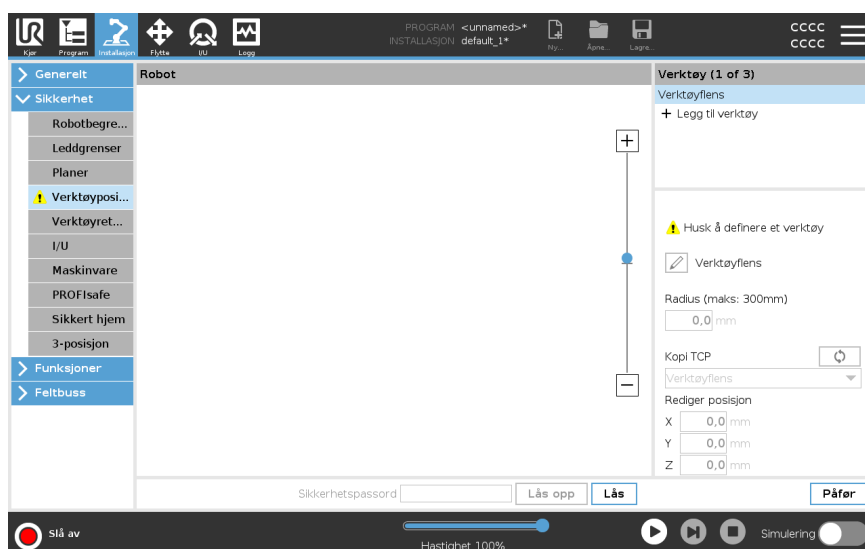 PROGRAM <unnamed>*
INSTALLASJON default_1*
Kjør
Program
Installasjon
Flytte
I/U
Logg
Ny...
Åpne...
Lagre...
CCCC
CCCC
Generelt
Sikkerhet
Robotbegre...
Leddgrenser
Planer
Verktøyposi...
Verktøyret...
I/U
Maskinvare
PROFIsafe
Sikkert hjem
3-posisjon
Funksjoner
Feltbuss
Robot
Verktøy (1 of 3)
Verktøyflens
Legg til verktøy
Husk å definere et verktøy
Verktøyflens
Radius (maks: 300mm)
0,0 mm
Kopi TCP
Verktøyflens
Rediger posisjon
X 0,0 mm
Y 0,0 mm
Z 0,0 mm
Sikkerhetspassord
Lås opp
Lås
Påfør
Slå av
Hastighet 100%
Simulering